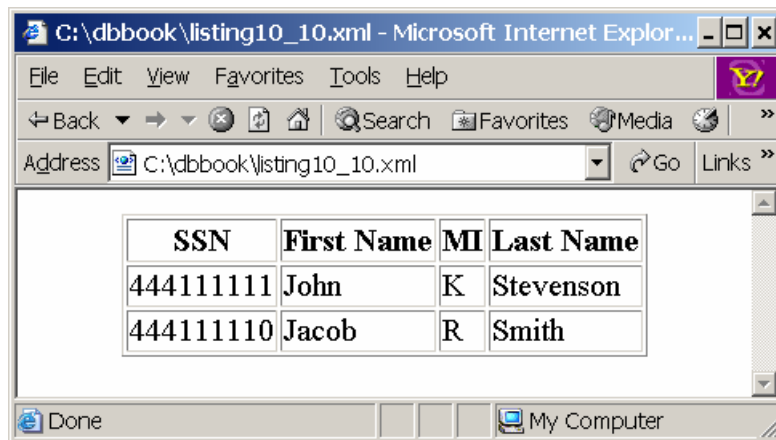 C:\dbbook\listing10_10.xml - Microsoft Internet Explor...
File Edit View Favorites Tools Help
Back Search Favorites Media »
Address C:\dbbook\listing10_10.xml Go Links »
SSN First Name MI Last Name
444111111 John K Stevenson
444111110 Jacob R Smith
Done My Computer